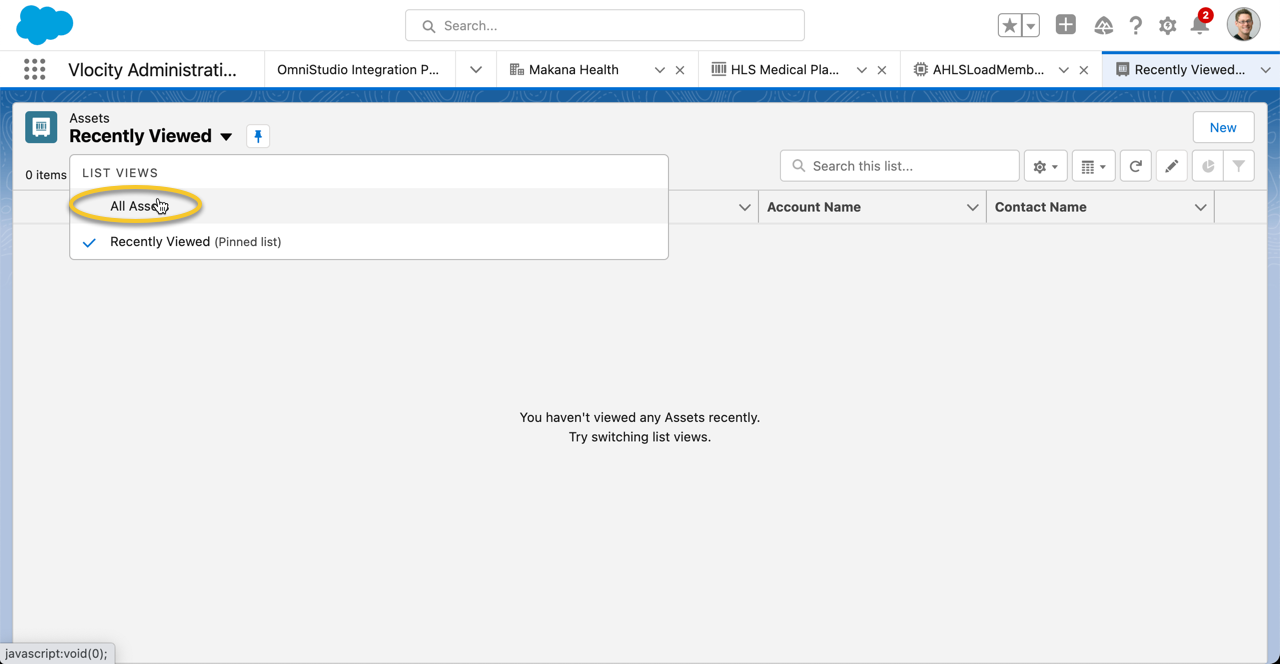 Search...
2
Vlocity Administrati...
OmniStudio Integration P...
Makana Health
HLS Medical Pla...
AHLSLoadMemb...
Recently Viewed...
Assets
Recently Viewed
New
0 items
Search this list...
LIST VIEWS
All Assets
Recently Viewed (Pinned list)
Account Name
Contact Name
You haven't viewed any Assets recently.
Try switching list views.
javascript:void(0);